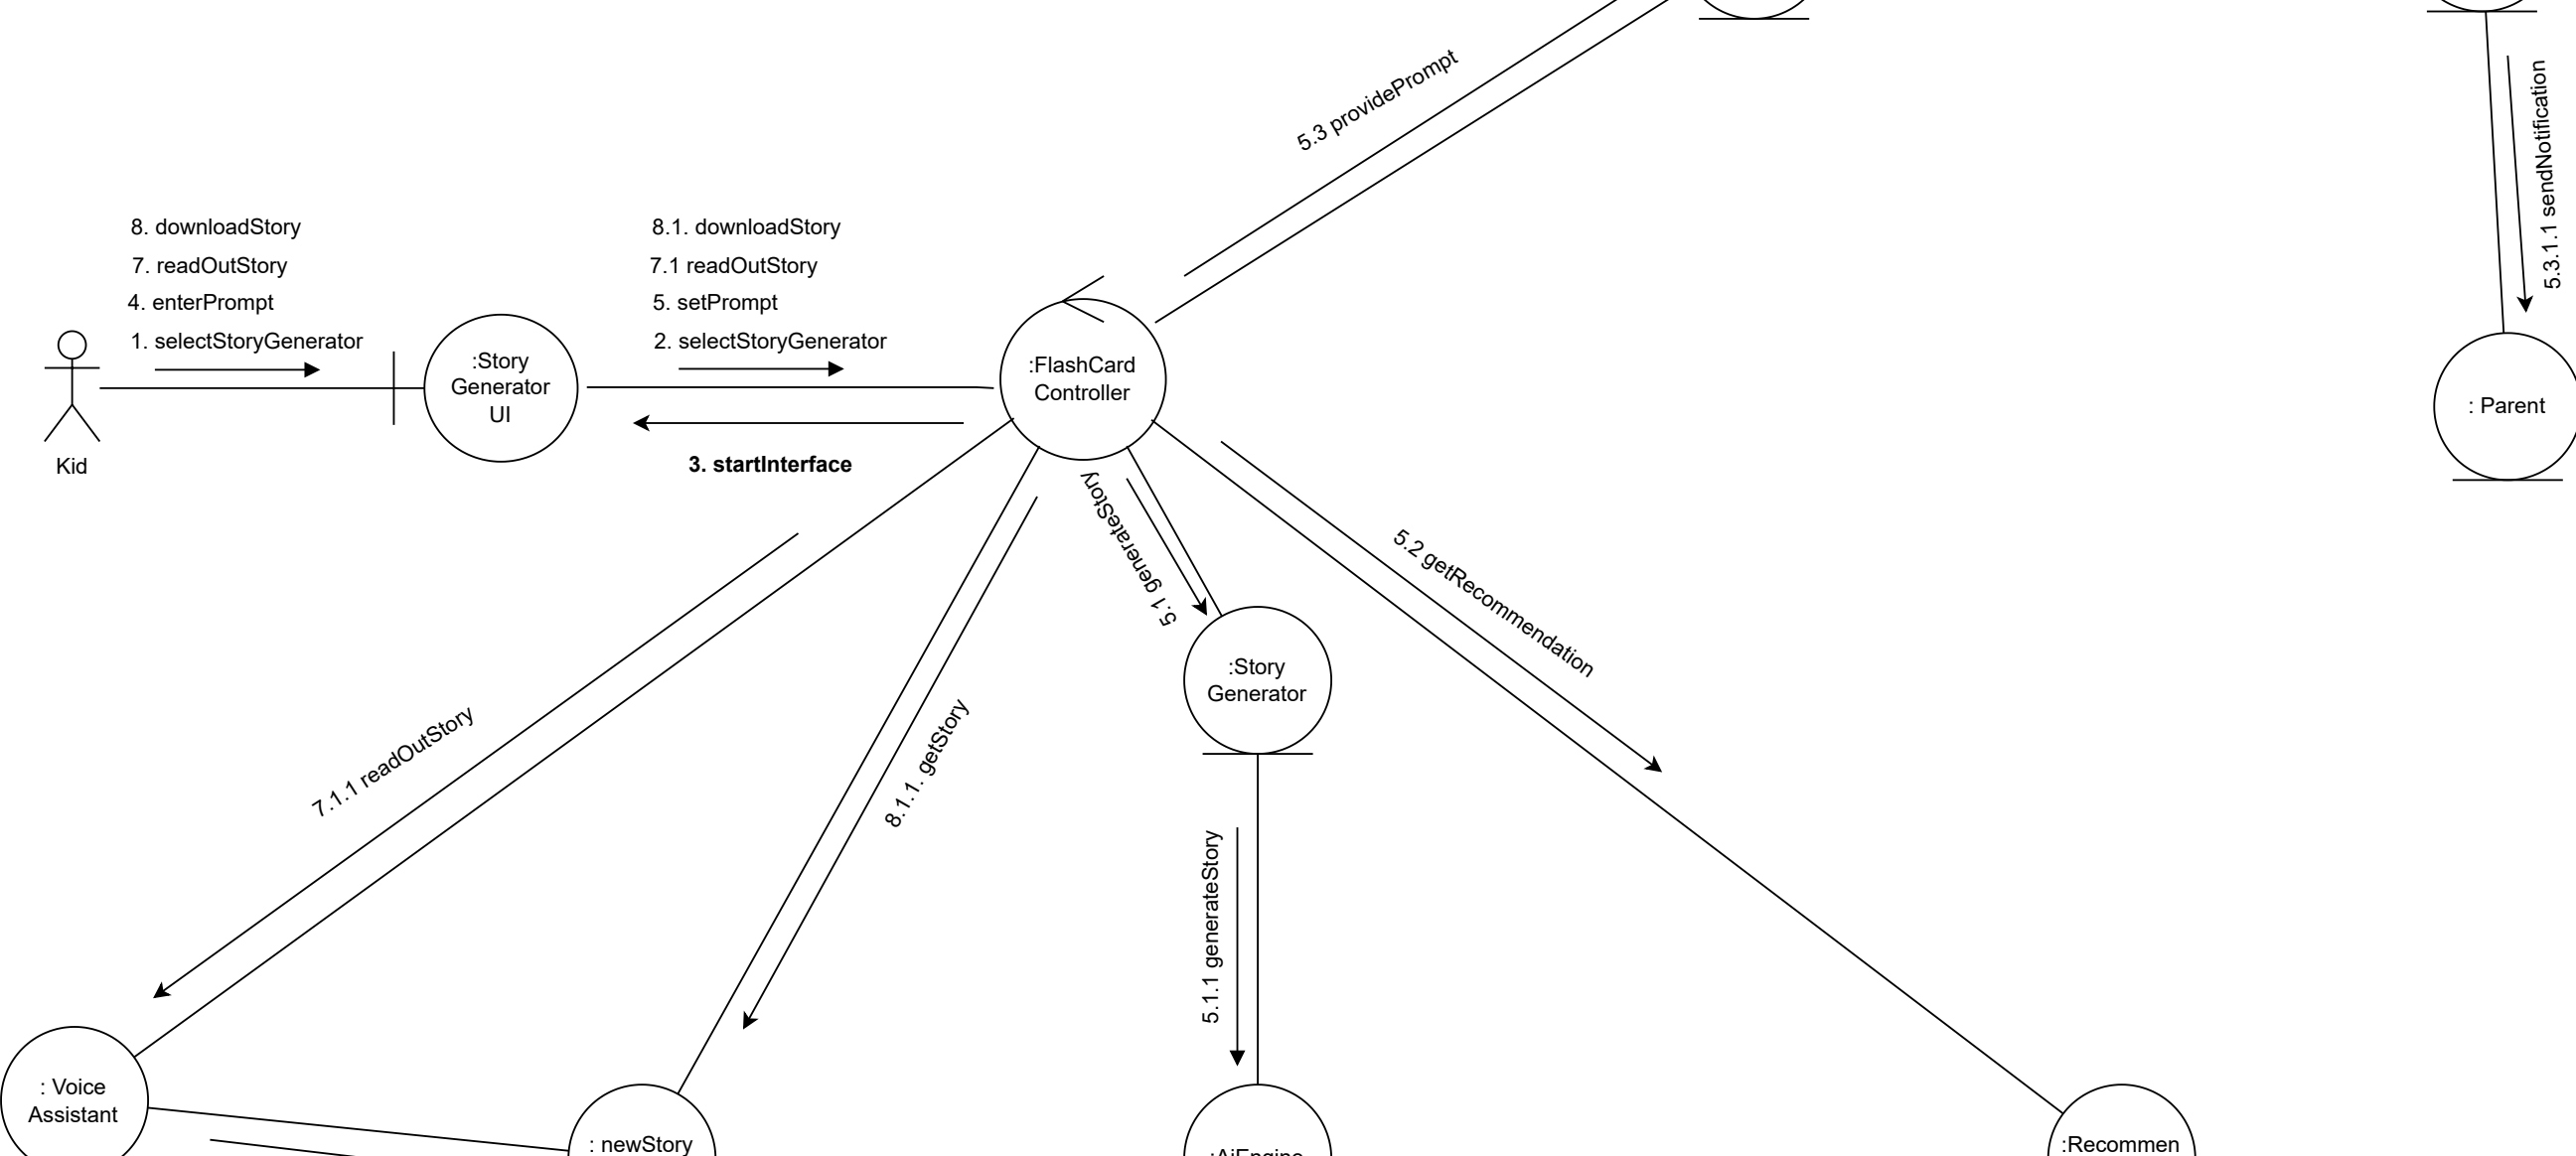 5.3 providePrompt
5.3.1.1 sendNotification
8. downloadStory
7. readOutStory
4. enterPrompt
1. selectStoryGenerator
8.1. downloadStory
7.1 readOutStory
5. setPrompt
2. selectStoryGenerator
Kid
:Story
Generator
UI
3. startInterface
:FlashCard
Controller
: Parent
5.1 generateStory
5.2 getRecommendation
:Story
Generator
7.1.1 readOutStory
8.1.1. getStory
5.1.1 generateStory
: Voice
Assistant
: newStory
:AiEngine
:Recommen